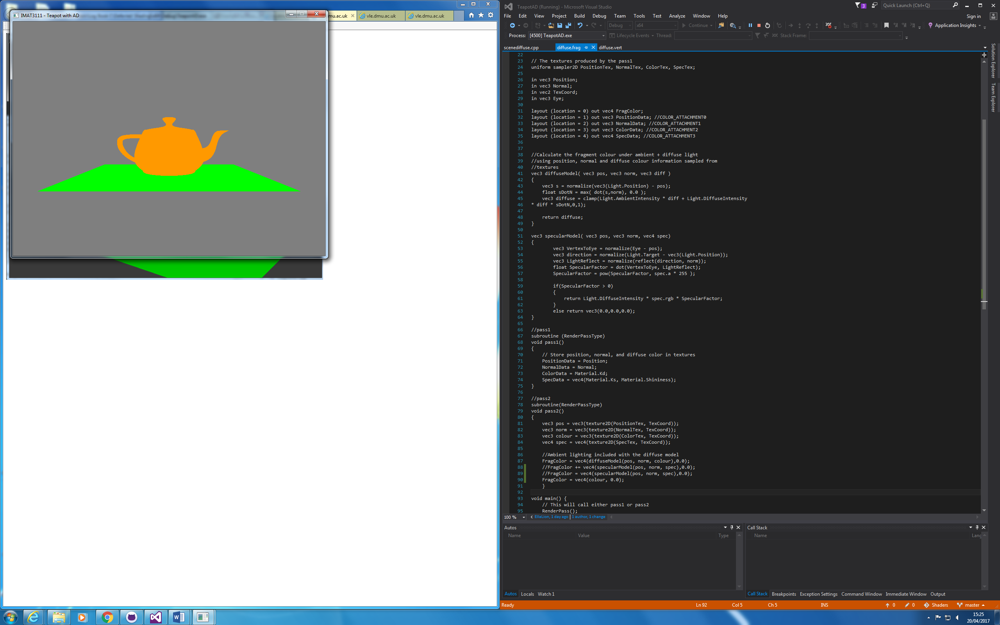 IMAT3111 - Teapot with AD
mu.ac.uk
vle.dmu.ac.uk
vle.dmu.ac.uk
TeapotAD (Running) - Microsoft Visual Studio
3
Quick Launch (Ctrl+Q)
File Edit View Project Build Debug Team Tools Test Analyze Window Help
Sign in
Debug x64 Continue Application Insights
Process: [4500] TeapotAD.exe Lifecycle Events Thread: Stack Frame:
scenediffuse.cpp diffuse.frag diffuse.vert
Solution Explorer
Team Explorer
22
23 // The textures produced by the pass1
24 uniform sampler2D PositionTex, NormalTex, ColorTex, SpecTex;
25
26 in vec3 Position;
27 in vec3 Normal;
28 in vec2 TexCoord;
29 in vec3 Eye;
30
31 layout (location = 0) out vec4 FragColor;
32 layout (location = 1) out vec3 PositionData; //COLOR_ATTACHMENT0
33 layout (location = 2) out vec3 NormalData; //COLOR_ATTACHMENT1
34 layout (location = 3) out vec3 ColorData; //COLOR_ATTACHMENT2
35 layout (location = 4) out vec4 SpecData; //COLOR_ATTACHMENT3
36
37
38 //Calculate the fragment colour under ambient + diffuse light
39 //using position, normal and diffuse colour information sampled from
40 //textures
41 vec3 diffuseModel( vec3 pos, vec3 norm, vec3 diff )
42 {
43 vec3 s = normalize(vec3(Light.Position) - pos);
44 float sDotN = max( dot(s,norm), 0.0 );
45 vec3 diffuse = clamp(Light.AmbientIntensity * diff + Light.DiffuseIntensity
46 * diff * sDotN,0,1);
47
48 return diffuse;
49 }
50
51 vec3 specularModel( vec3 pos, vec3 norm, vec4 spec)
52 {
53 vec3 VertexToEye = normalize(Eye - pos);
54 vec3 direction = normalize(Light.Target - vec3(Light.Position));
55 vec3 LightReflect = normalize(reflect(direction, norm));
56 float SpecularFactor = dot(VertexToEye, LightReflect);
57 SpecularFactor = pow(SpecularFactor, spec.a * 255 );
58
59 if(SpecularFactor > 0)
60 {
61 return Light.DiffuseIntensity * spec.rgb * SpecularFactor;
62 }
63 else return vec3(0.0,0.0,0.0);
64 }
65
66 //pass1
67 subroutine (RenderPassType)
68 void pass1()
69 {
70 // Store position, normal, and diffuse color in textures
71 PositionData = Position;
72 NormalData = Normal;
73 ColorData = Material.Kd;
74 SpecData = vec4(Material.Ks, Material.Shininess);
75 }
76
77 //pass2
78 subroutine(RenderPassType)
79 void pass2()
80 {
81 vec3 pos = vec3(texture2D(PositionTex, TexCoord));
82 vec3 norm = vec3(texture2D(NormalTex, TexCoord));
83 vec3 colour = vec3(texture2D(ColorTex, TexCoord));
84 vec4 spec = vec4(texture2D(SpecTex, TexCoord));
85
86 //Ambient lighting included with the diffuse model
87 FragColor = vec4(diffuseModel(pos, norm, colour),0.0);
88 //FragColor += vec4(specularModel(pos, norm, spec),0.0);
89 //FragColor = vec4(specularModel(pos, norm, spec),0.0);
90 FragColor = vec4(colour, 0.0);
91 }
92
93 void main() {
94 // This will call either pass1 or pass2
95 RenderPass();
100 % EllaLion, 1 day ago | 1 author, 1 change
Autos
Name Value Type
Call Stack
Name Lang
Autos Locals Watch 1
Call Stack Breakpoints Exception Settings Command Window Immediate Window Output
Ready Ln 92 Col 5 Ch 5 INS 0 0 Shaders master
15:25
20/04/2017